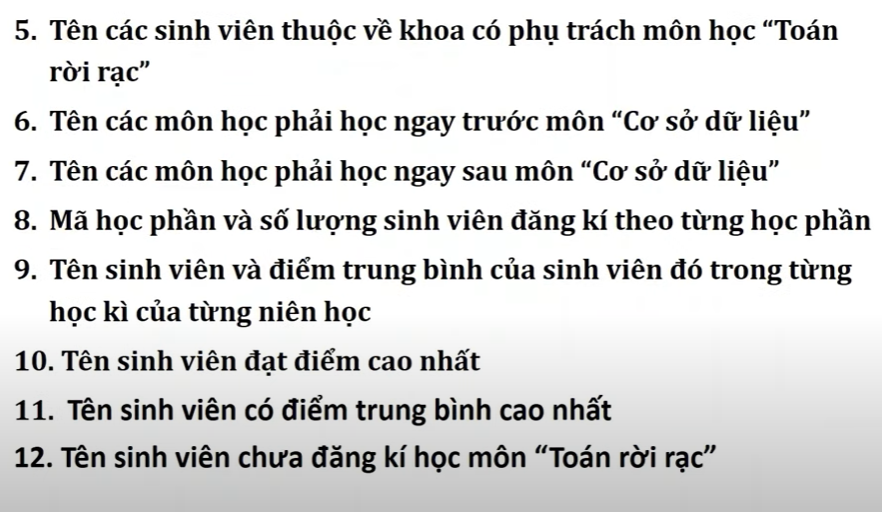 5. Tên các sinh viên thuộc về khoa có phụ trách môn học “Toán
rời rạc”
6. Tên các môn học phải học ngay trước môn “Cơ sở dữ liệu”
7. Tên các môn học phải học ngay sau môn “Cơ sở dữ liệu”
8. Mã học phần và số lượng sinh viên đăng kí theo từng học phần
9. Tên sinh viên và điểm trung bình của sinh viên đó trong từng
học kì của từng niên học
10. Tên sinh viên đạt điểm cao nhất
11. Tên sinh viên có điểm trung bình cao nhất
12. Tên sinh viên chưa đăng kí học môn “Toán rời rạc”